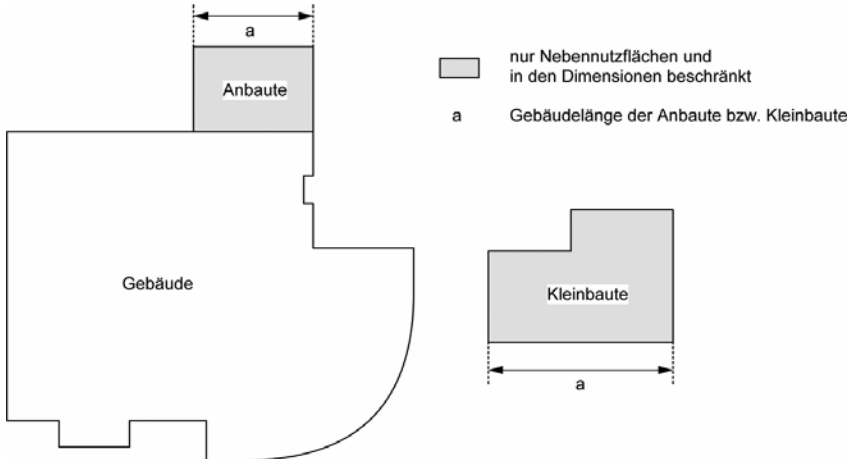 a
Anbaute
nur Nebennutzflächen und
in den Dimensionen beschränkt
a Gebäudelänge der Anbaute bzw. Kleinbaute
Gebäude
Kleinbaute
a